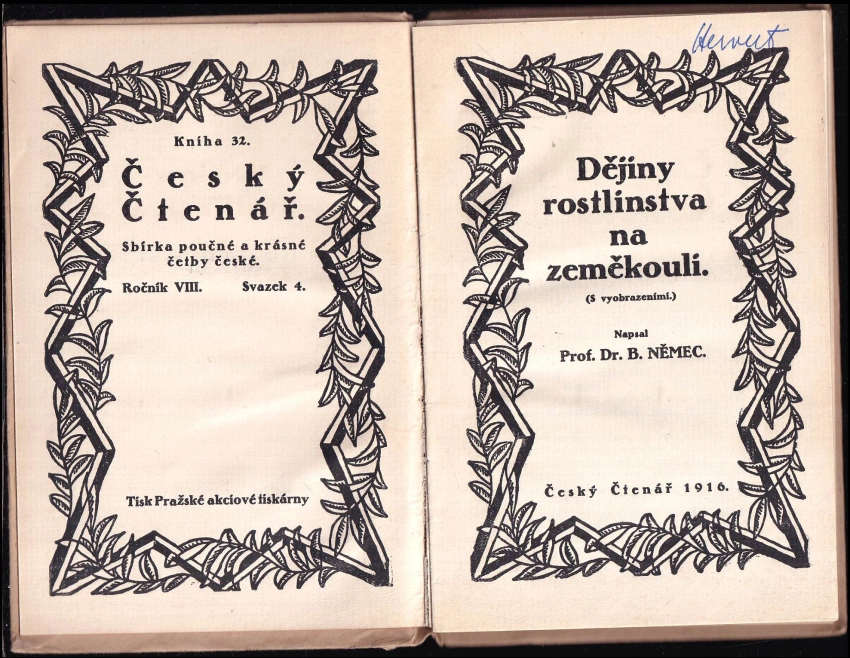 Kniha 32.
Český
Čtenář.
Sbírka poučné a krásné
četby české.
Ročník VIII. Svazek 4.
Tisk Pražské akciové tiskárny
Dějiny
rostlinstva
na
zeměkouli.
(S vyobrazeními.)
Napsal
Prof. Dr. B. NĚMEC.
Český Čtenář 1916.